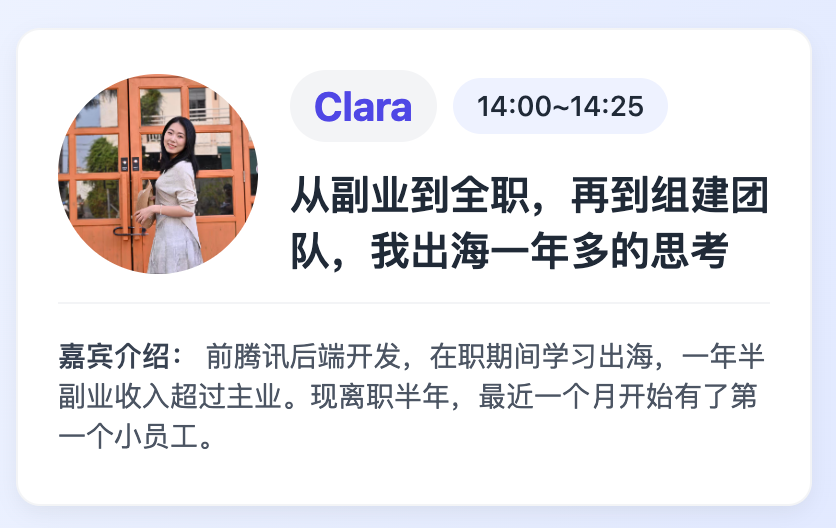 Clara
14:00~14:25
从副业到全职，再到组建团
队，我出海一年多的思考
嘉宾介绍： 前腾讯后端开发，在职期间学习出海，一年半
副业收入超过主业。现离职半年，最近一个月开始有了第
一个小员工。